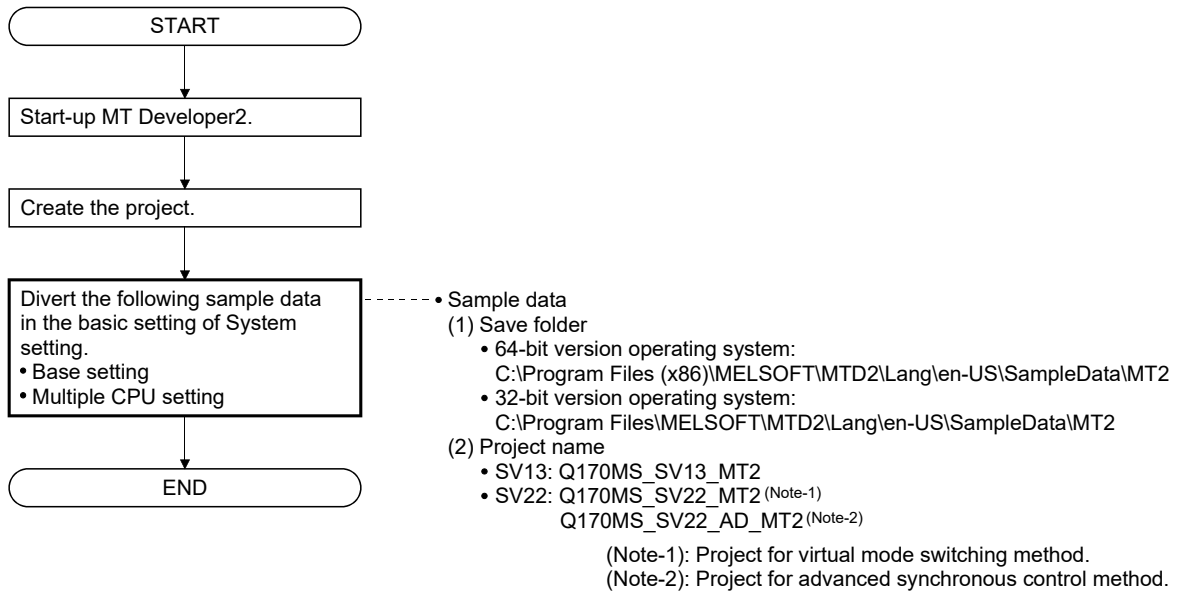 START
Start-up MT Developer2.
Create the project.
Divert the following sample data
in the basic setting of System
setting.
• Base setting
• Multiple CPU setting
END
• Sample data
(1) Save folder
• 64-bit version operating system:
C:\Program Files (x86)\MELSOFT\MTD2\Lang\en-US\SampleData\MT2
• 32-bit version operating system:
C:\Program Files\MELSOFT\MTD2\Lang\en-US\SampleData\MT2
(2) Project name
• SV13: Q170MS_SV13_MT2
• SV22: Q170MS_SV22_MT2 (Note-1)
Q170MS_SV22_AD_MT2 (Note-2)
(Note-1): Project for virtual mode switching method.
(Note-2): Project for advanced synchronous control method.